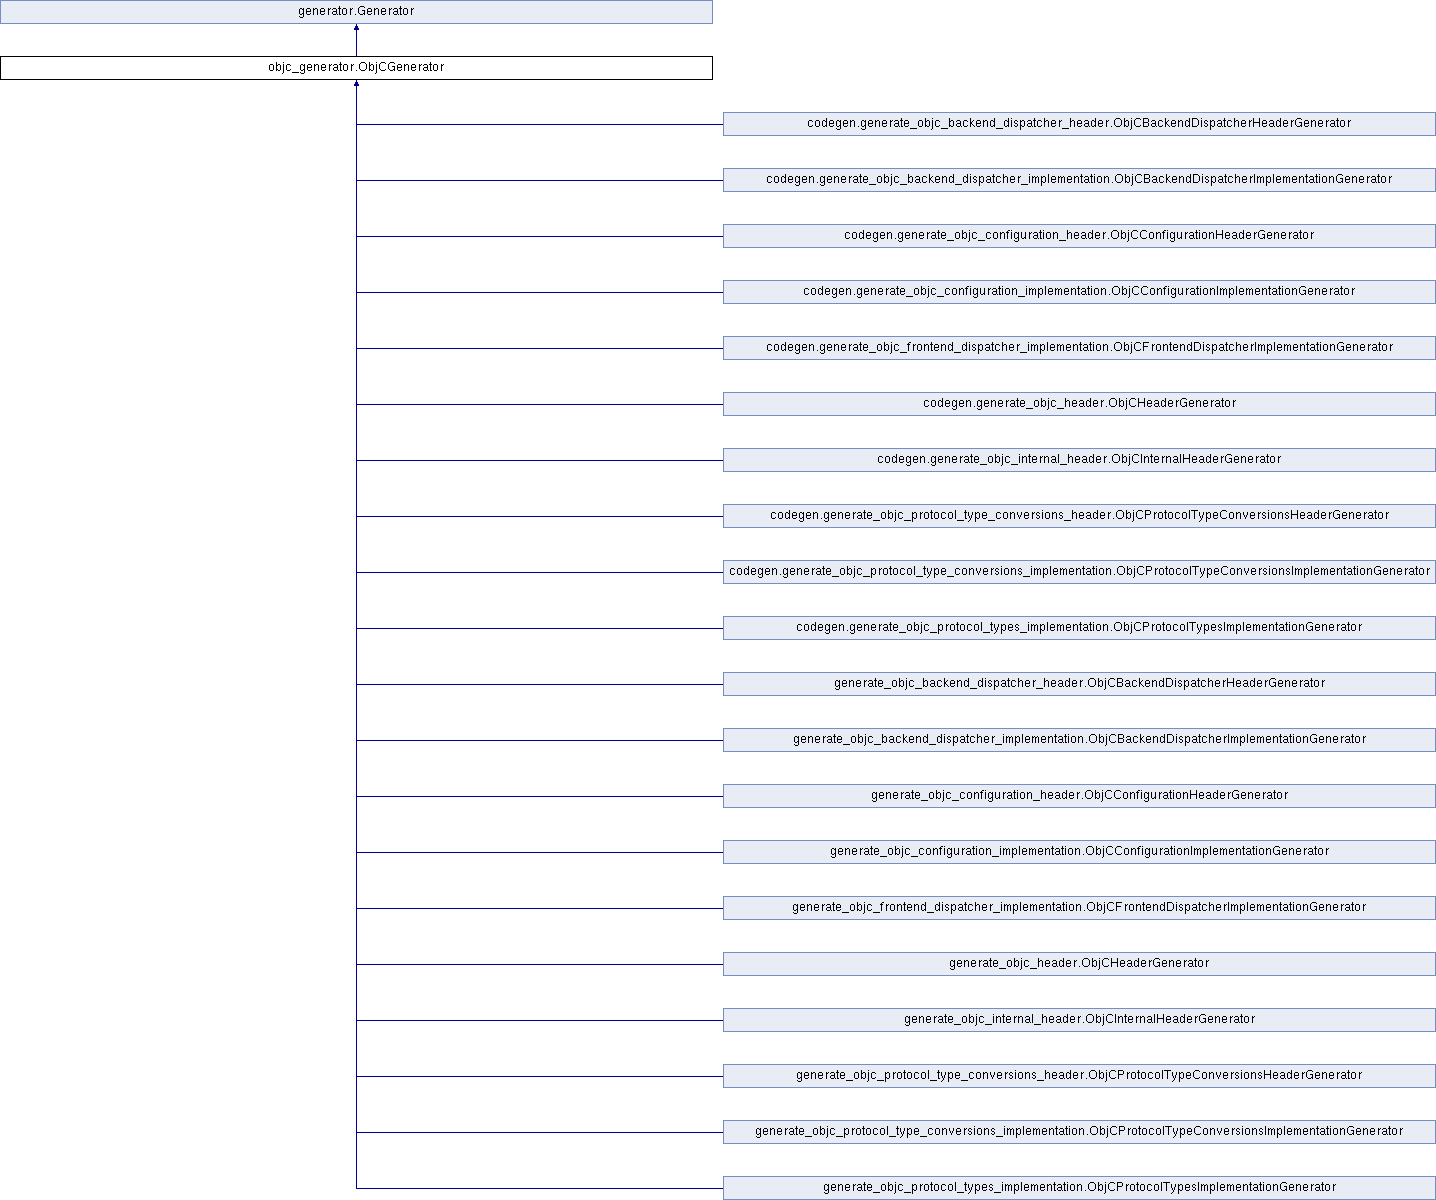 generator.Generator
objc_generator.ObjCGenerator
codegen.generate_objc_backend_dispatcher_header.ObjCBackendDispatcherHeaderGenerator
codegen.generate_objc_backend_dispatcher_implementation.ObjCBackendDispatcherImplementationGenerator
codegen.generate_objc_configuration_header.ObjCConfigurationHeaderGenerator
codegen.generate_objc_configuration_implementation.ObjCConfigurationImplementationGenerator
codegen.generate_objc_frontend_dispatcher_implementation.ObjCFrontendDispatcherImplementationGenerator
codegen.generate_objc_header.ObjCHeaderGenerator
codegen.generate_objc_internal_header.ObjCInternalHeaderGenerator
codegen.generate_objc_protocol_type_conversions_header.ObjCProtocolTypeConversionsHeaderGenerator
codegen.generate_objc_protocol_type_conversions_implementation.ObjCProtocolTypeConversionsImplementationGenerator
codegen.generate_objc_protocol_types_implementation.ObjCProtocolTypesImplementationGenerator
generate_objc_backend_dispatcher_header.ObjCBackendDispatcherHeaderGenerator
generate_objc_backend_dispatcher_implementation.ObjCBackendDispatcherImplementationGenerator
generate_objc_configuration_header.ObjCConfigurationHeaderGenerator
generate_objc_configuration_implementation.ObjCConfigurationImplementationGenerator
generate_objc_frontend_dispatcher_implementation.ObjCFrontendDispatcherImplementationGenerator
generate_objc_header.ObjCHeaderGenerator
generate_objc_internal_header.ObjCInternalHeaderGenerator
generate_objc_protocol_type_conversions_header.ObjCProtocolTypeConversionsHeaderGenerator
generate_objc_protocol_type_conversions_implementation.ObjCProtocolTypeConversionsImplementationGenerator
generate_objc_protocol_types_implementation.ObjCProtocolTypesImplementationGenerator